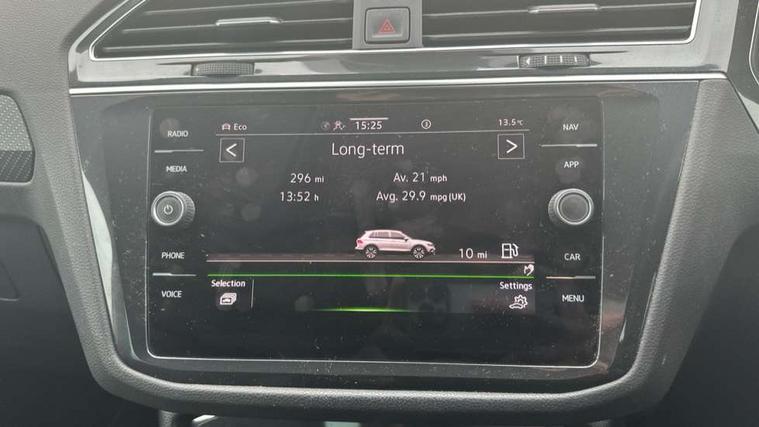 RADIO
MEDIA
PHONE
VOICE
Eco 15:25 13.5°C
Long-term
296 mi Av. 21 mph
13:52 h Avg. 29.9 mpg (UK)
10 mi
Selection Settings
NAV
APP
CAR
MENU